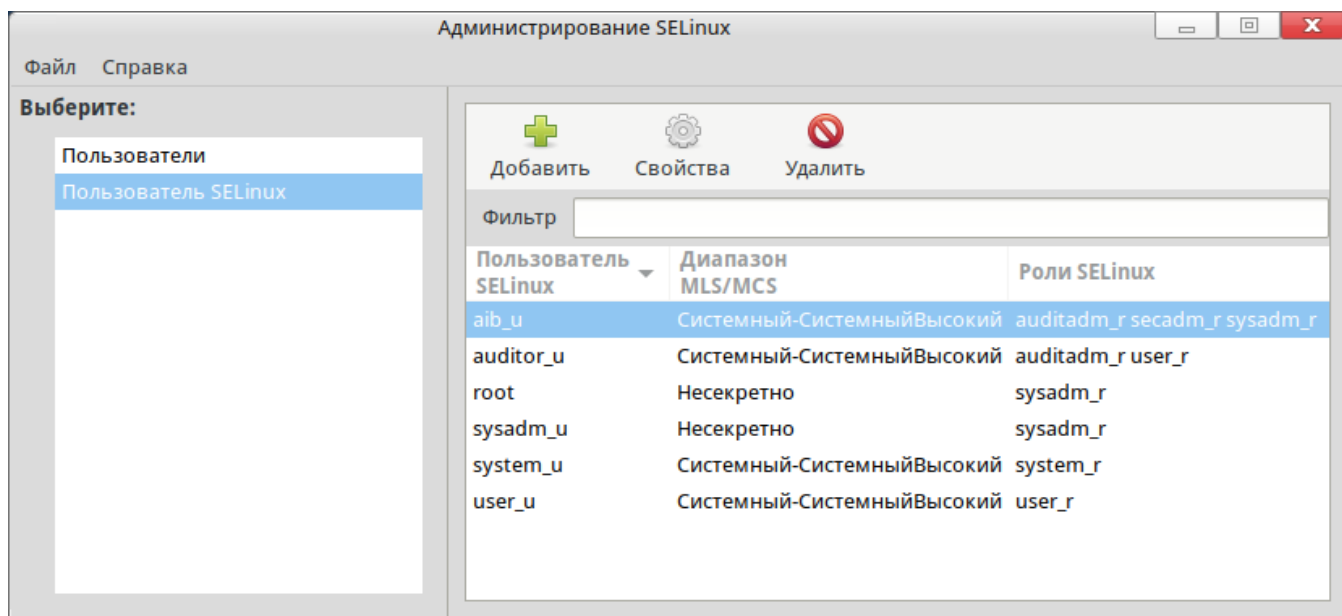 Администрирование SELinux
Файл Справка
Выберите:
Пользователи
Пользователь SELinux
Добавить Свойства Удалить
Фильтр
Пользователь SELinux Диапазон MLS/MCS Роли SELinux
aib_u Системный-СистемныйВысокий auditadm_r secadm_r sysadm_r
auditor_u Системный-СистемныйВысокий auditadm_r user_r
root Несекретно sysadm_r
sysadm_u Несекретно sysadm_r
system_u Системный-СистемныйВысокий system_r
user_u Системный-СистемныйВысокий user_r